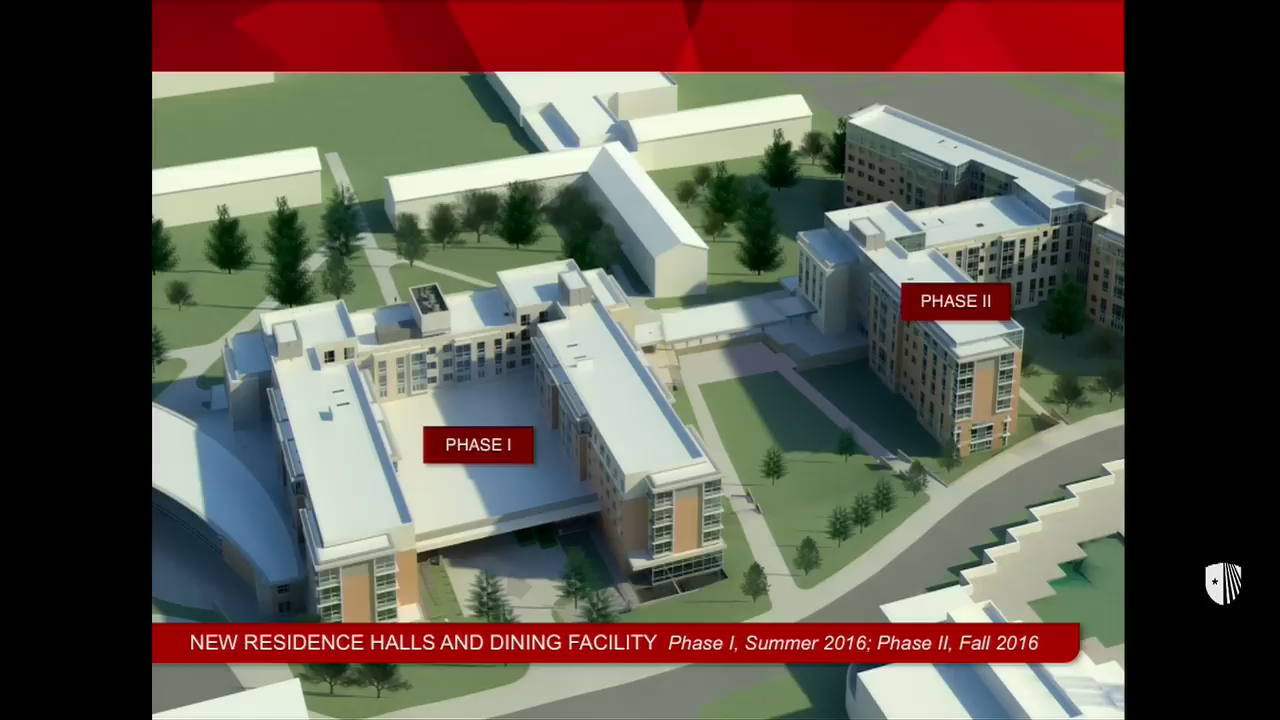 PHASE II
PHASE I
NEW RESIDENCE HALLS AND DINING FACILITY Phase I, Summer 2016; Phase II, Fall 2016